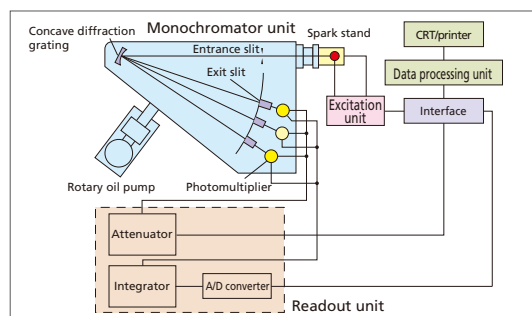 Concave diffraction
grating
Monochromator unit
Spark stand
Entrance slit
Exit slit
CRT/printer
Data processing unit
Excitation
unit
Interface
Rotary oil pump
Photomultiplier
Attenuator
Integrator
A/D converter
Readout unit